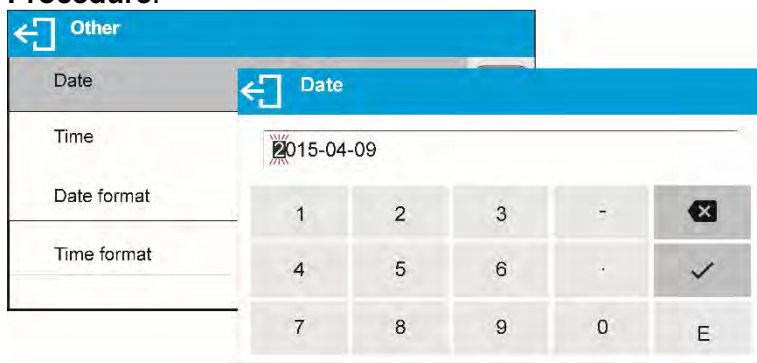 Procedure:
Other
Date
Time
Date format
Time format
Date
2015-04-09
1 2 3 -
4 5 6 .
7 8 9 0 E